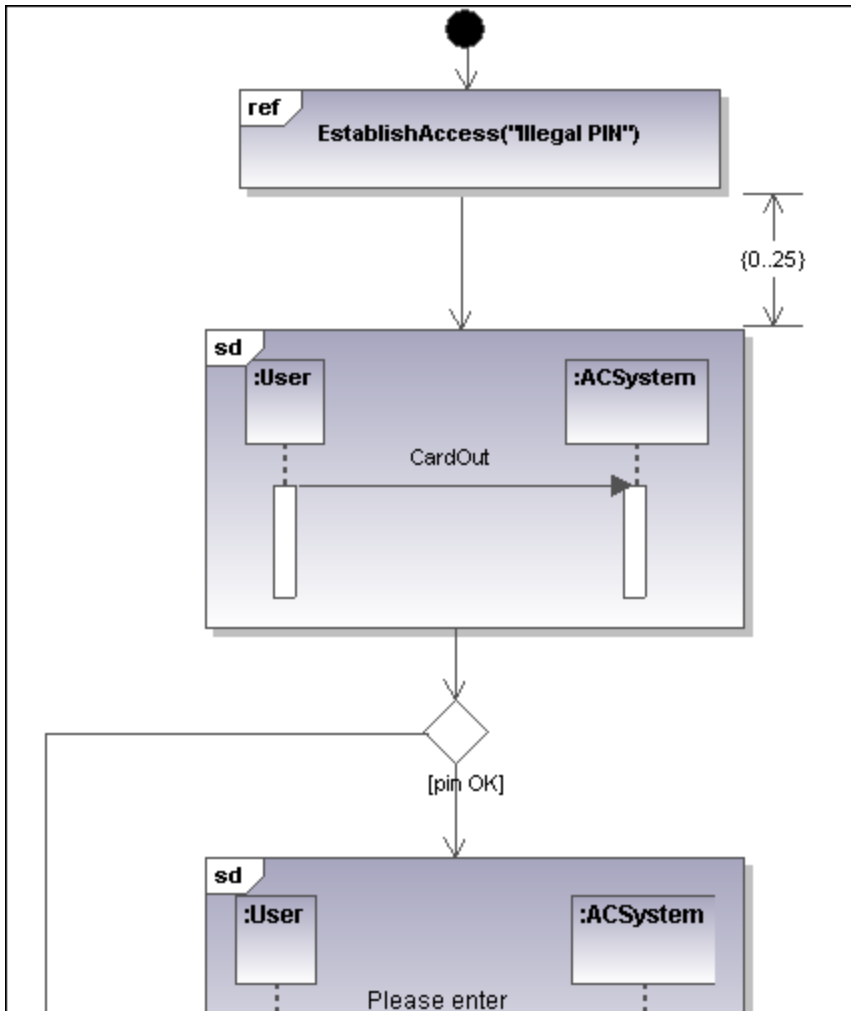 ref
EstablishAccess("Illegal PIN")
{0..25}
sd
:User
:ACSystem
CardOut
[pin OK]
sd
:User
:ACSystem
Please enter